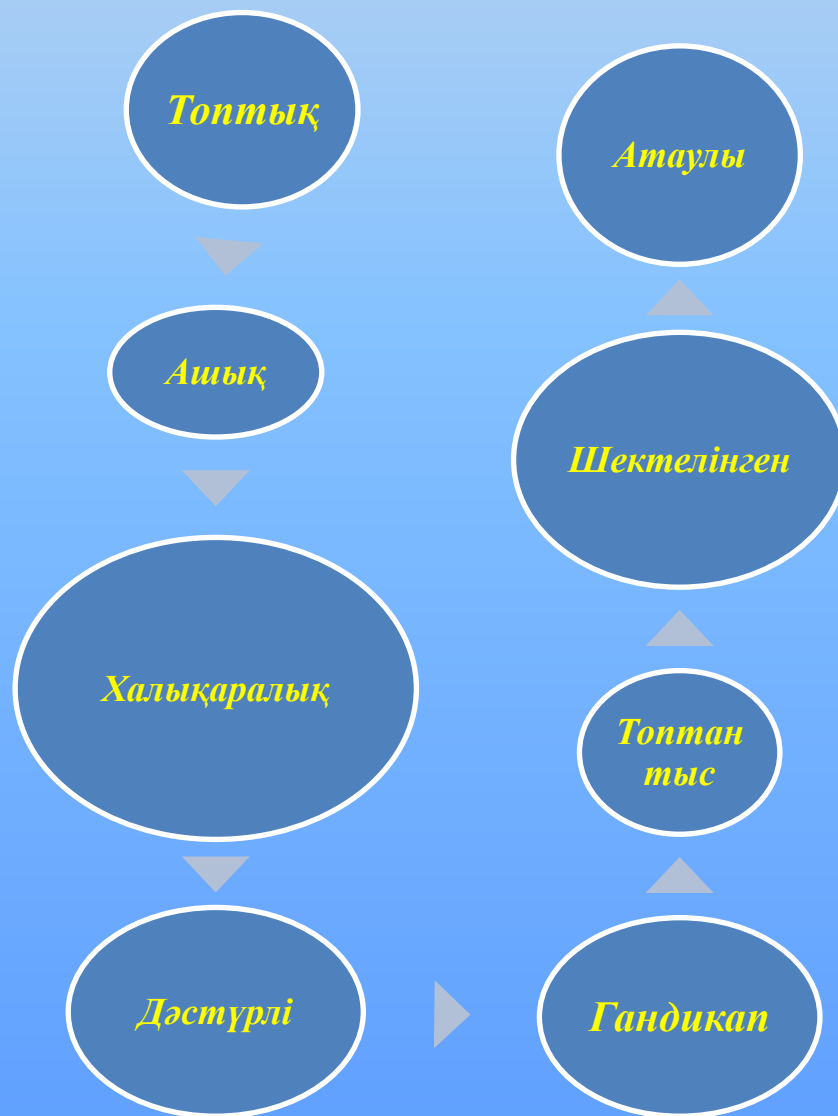 Топтық
Ашық
Халықаралық
Дәстүрлі
Гандикап
Топтан
тыс
Шектелінген
Атаулы